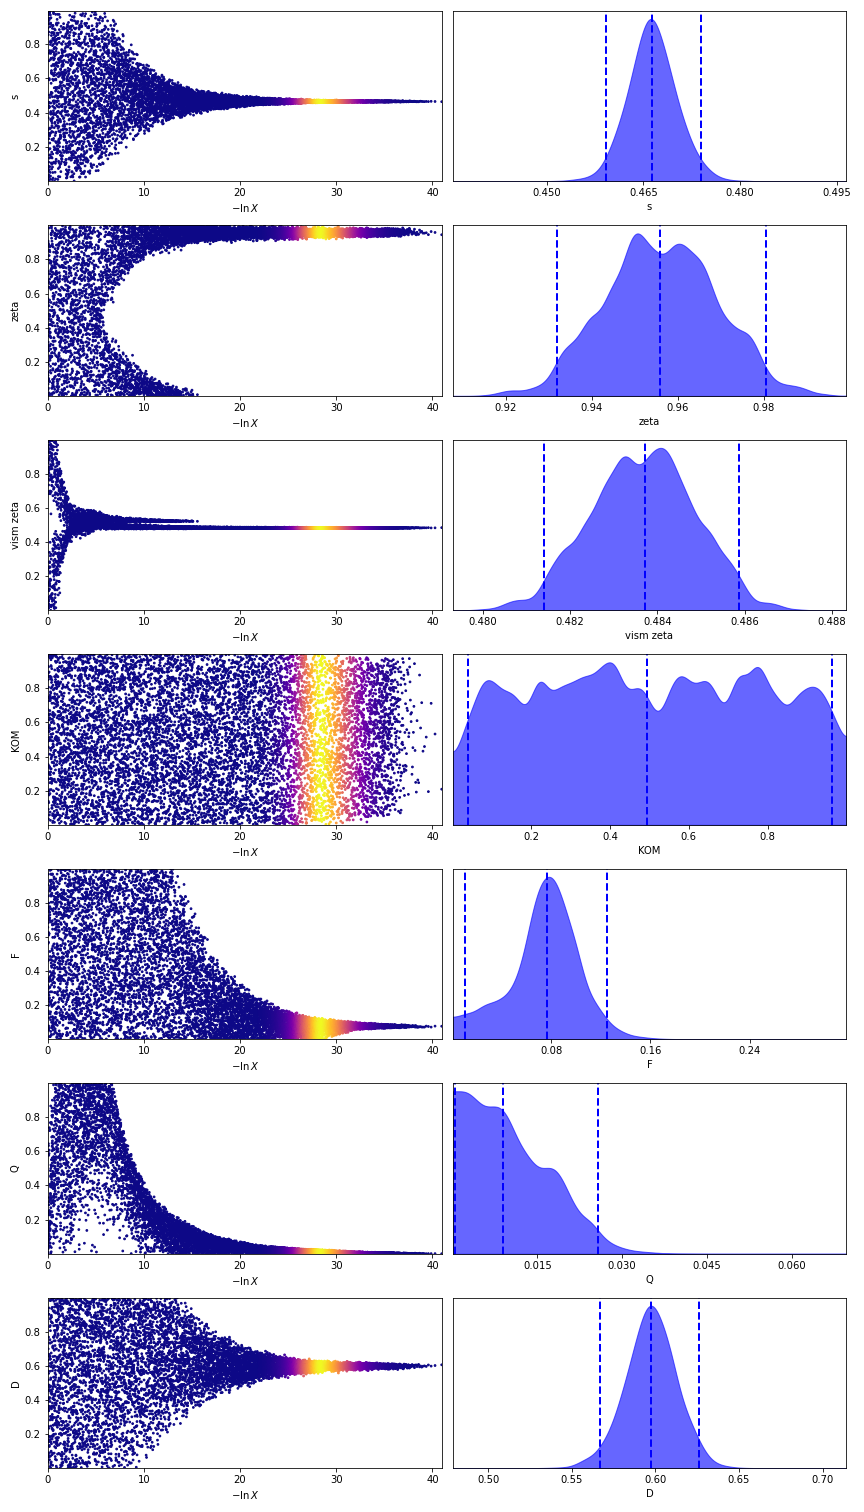 0.8
0.6
0.4
0.2
s
0 10 20 30 40
−ln X
0.450 0.465 0.480 0.495
s
0.8
0.6
0.4
0.2
zeta
0 10 20 30 40
−ln X
0.92 0.94 0.96 0.98
zeta
0.8
0.6
0.4
0.2
vism zeta
0 10 20 30 40
−ln X
0.480 0.482 0.484 0.486 0.488
vism zeta
0.8
0.6
0.4
0.2
KOM
0 10 20 30 40
−ln X
0.2 0.4 0.6 0.8
KOM
0.8
0.6
0.4
0.2
F
0 10 20 30 40
−ln X
0.08 0.16 0.24
F
0.8
0.6
0.4
0.2
Q
0 10 20 30 40
−ln X
0.015 0.030 0.045 0.060
Q
0.8
0.6
0.4
0.2
D
0 10 20 30 40
−ln X
0.50 0.55 0.60 0.65 0.70
D